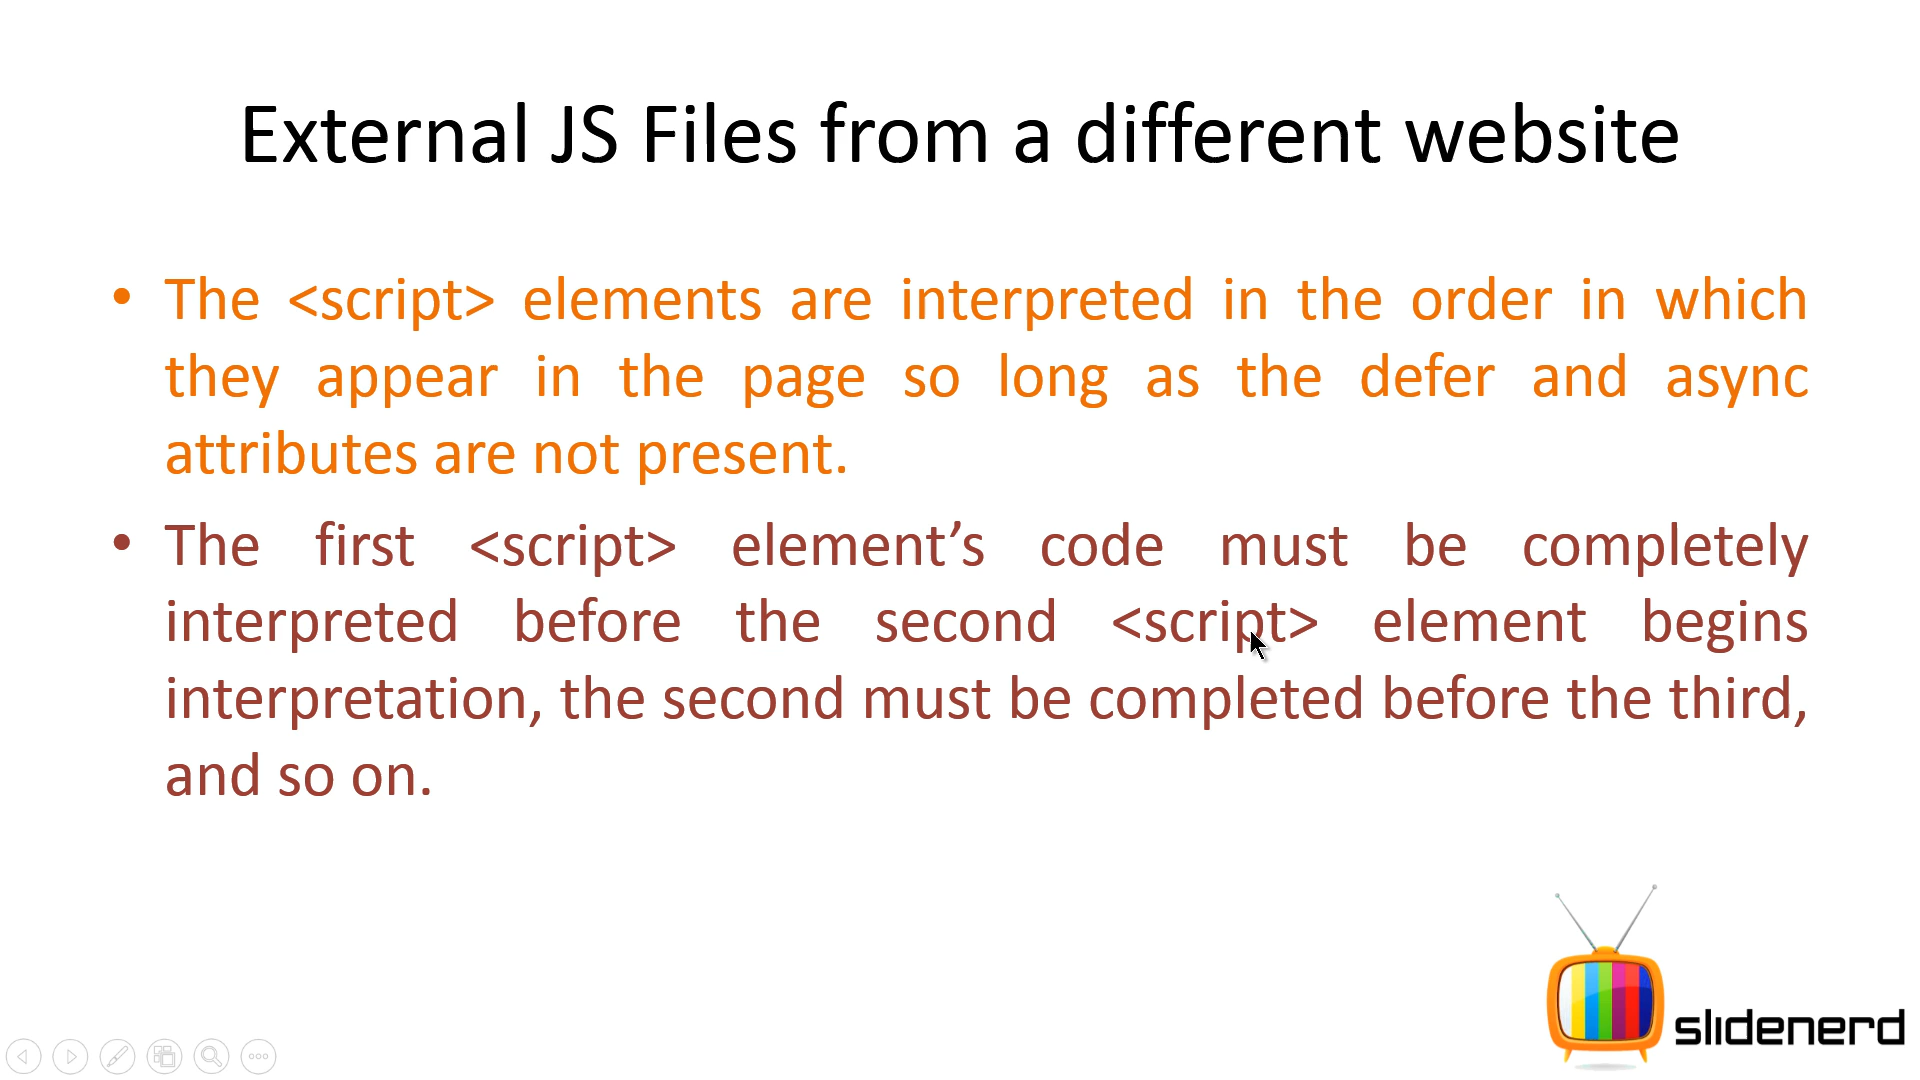 External JS Files from a different website
• The <script> elements are interpreted in the order in which
they appear in the page so long as the defer and async
attributes are not present.
• The first <script> element’s code must be completely
interpreted before the second <script> element begins
interpretation, the second must be completed before the third,
and so on.
slidenerd